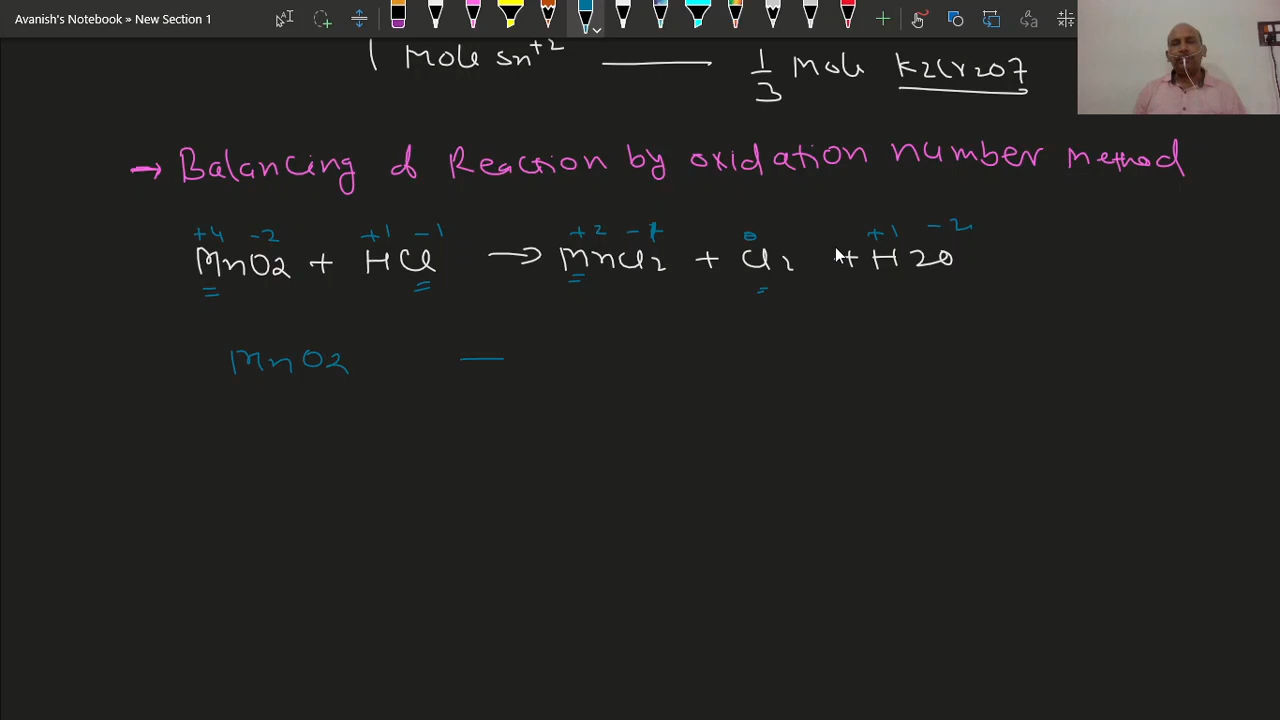 Avanish's Notebook » New Section 1
1 Mole Sn+2 —— 1/3 Mole K2Cr2O7
→ Balancing of Reaction by oxidation number method
+4 -2 +1 -1 +2 -1 0 +1 -2
MnO2 + HCl → MnCl2 + Cl2 + H2O
MnO2 —